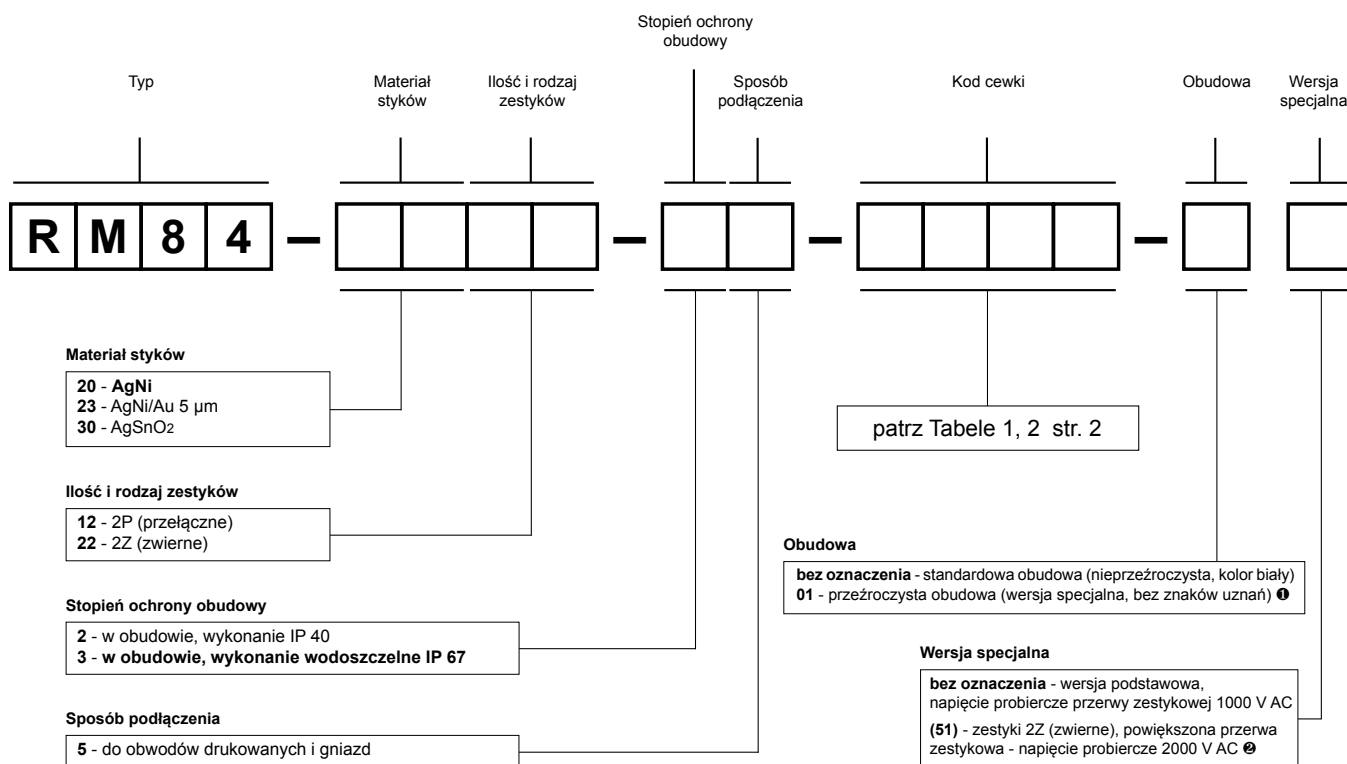 Stopień ochrony
obudowy
Typ
Materiał
styków
Ilość i rodzaj
zestyków
Sposób
podłączenia
Kod cewki
Obudowa
Wersja
specjalna
R M 8 4 – – – –
Materiał styków
20 - AgNi
23 - AgNi/Au 5 µm
30 - AgSnO2
patrz Tabele 1, 2 str. 2
Ilość i rodzaj zestyków
12 - 2P (przełączne)
22 - 2Z (zwierne)
Obudowa
bez oznaczenia - standardowa obudowa (nieprzeźroczysta, kolor biały)
01 - przeźroczysta obudowa (wersja specjalna, bez znaków uznań) ❶
Stopień ochrony obudowy
2 - w obudowie, wykonanie IP 40
3 - w obudowie, wykonanie wodoszczelne IP 67
Wersja specjalna
bez oznaczenia - wersja podstawowa,
napięcie probiercze przerwy zestykowej 1000 V AC
(51) - zestyki 2Z (zwierne), powiększona przerwa
zestykowa - napięcie probiercze 2000 V AC ❷
Sposób podłączenia
5 - do obwodów drukowanych i gniazd